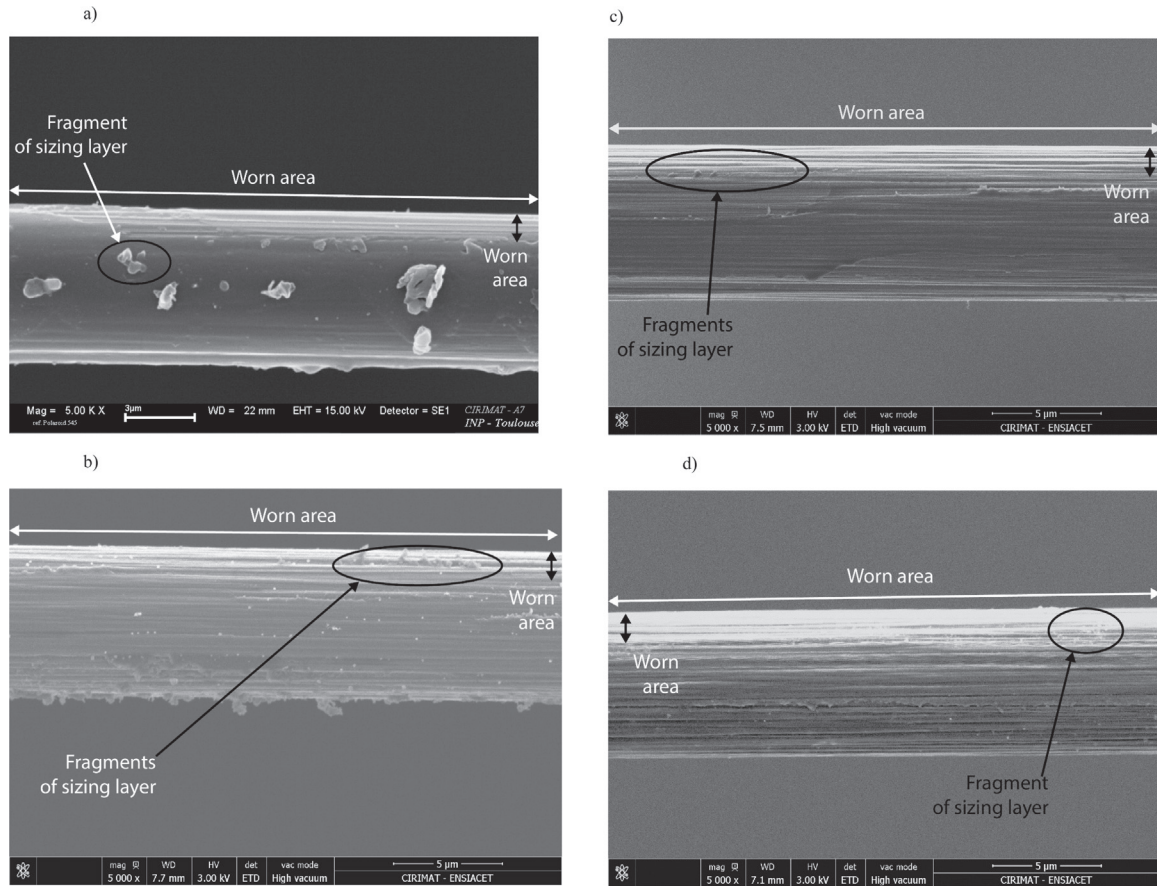 a)
Fragment
of sizing layer
Worn area
Worn
area
Mag = 5.00 K X
3µm
WD = 22 mm
EHT = 15.00 kV
Detector = SE1
CIRIMAT - A7
ref. Polaroid 545
INP - Toulouse
b)
Worn area
Worn
area
Fragments
of sizing layer
mag WD HV det vac mode 5 µm
5 000 x 7.7 mm 3.00 kV ETD High vacuum CIRIMAT - ENSIACET
c)
Worn area
Worn
area
Fragments
of sizing layer
mag WD HV det vac mode 5 µm
5 000 x 7.5 mm 3.00 kV ETD High vacuum CIRIMAT - ENSIACET
d)
Worn area
Worn
area
Fragment
of sizing layer
mag WD HV det vac mode 5 µm
5 000 x 7.1 mm 3.00 kV ETD High vacuum CIRIMAT - ENSIACET